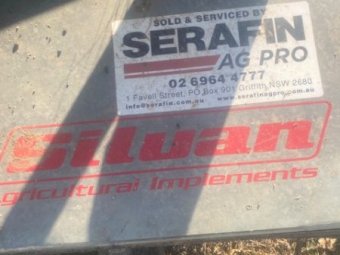 SOLD & SERVICED BY
SERAFIN
AG PRO
02 6964 4777
1 Favell Street, PO Box 901 Griffith NSW 2680
info@serafin.com.au www.serafinagpro.com.au
Silvan
agricultural implements